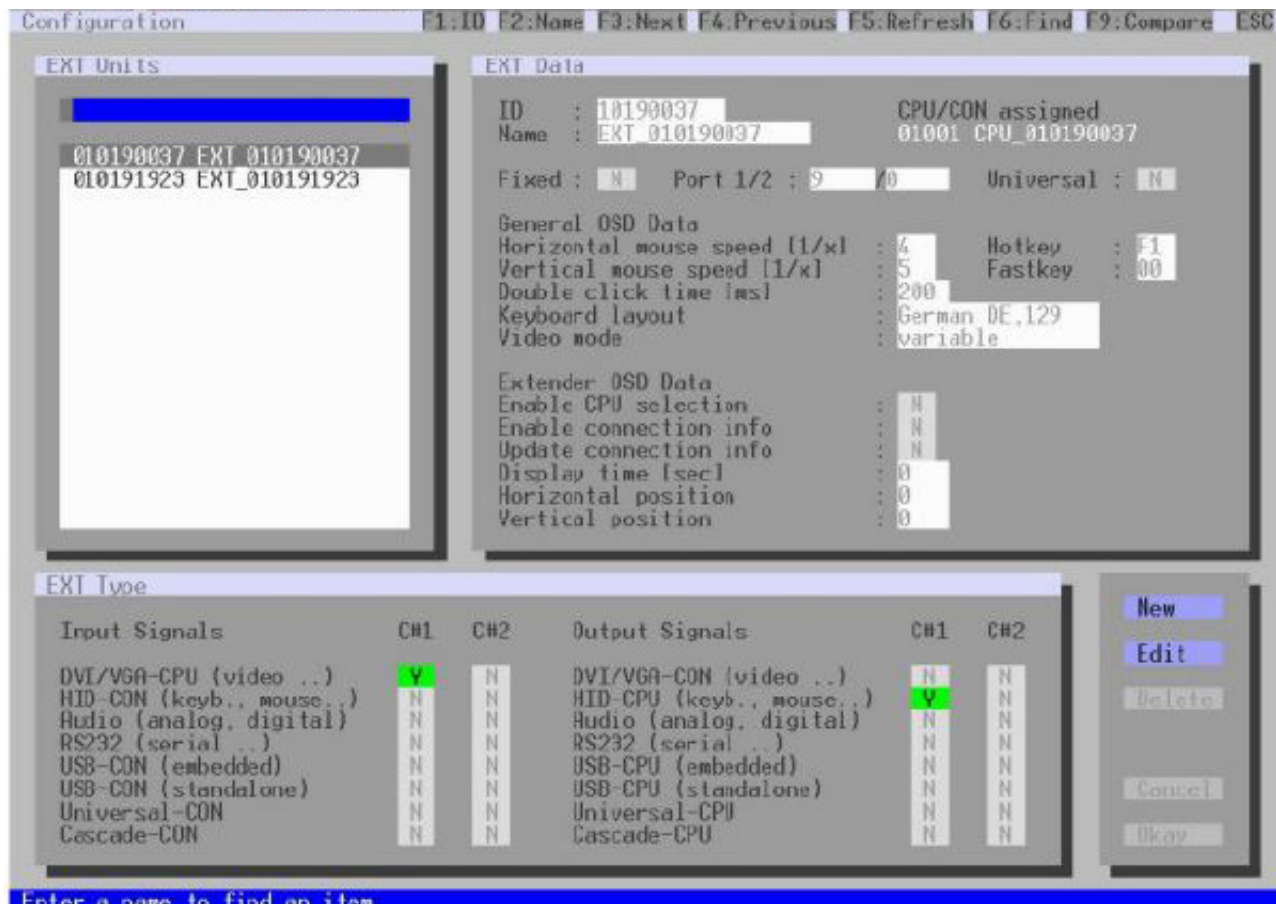 Configuration F1:ID F2:Name F3:Next F4:Previous F5:Refresh F6:Find F9:Compare ESC
EXT Units
010190037 EXT_010190037
010191923 EXT_010191923
EXT Data
ID : 10190037 CPU/CON assigned
Name : EXT_010190037 01001 CPU_010190037
Fixed : N Port 1/2 : 9 /0 Universal : N
General OSD Data
Horizontal mouse speed [1/x] : 4 Hotkey : F1
Vertical mouse speed [1/x] : 5 Fastkey : 00
Double click time [ms] : 200
Keyboard layout : German DE,129
Video mode : variable
Extender OSD Data
Enable CPU selection : N
Enable connection info : N
Update connection info : N
Display time [sec] : 0
Horizontal position : 0
Vertical position : 0
EXT Type
Input Signals C#1 C#2 Output Signals C#1 C#2
DVI/VGA-CPU (video ..) Y N DVI/VGA-CON (video ..) N N
HID-CON (keyb., mouse..) N N HID-CPU (keyb., mouse..) Y N
Audio (analog, digital) N N Audio (analog, digital) N N
RS232 (serial ..) N N RS232 (serial ..) N N
USB-CON (embedded) N N USB-CPU (embedded) N N
USB-CON (standalone) N N USB-CPU (standalone) N N
Universal-CON N N Universal-CPU N N
Cascade-CON N N Cascade-CPU N N
New
Edit
Delete
Cancel
Okay
Enter a name to find an item